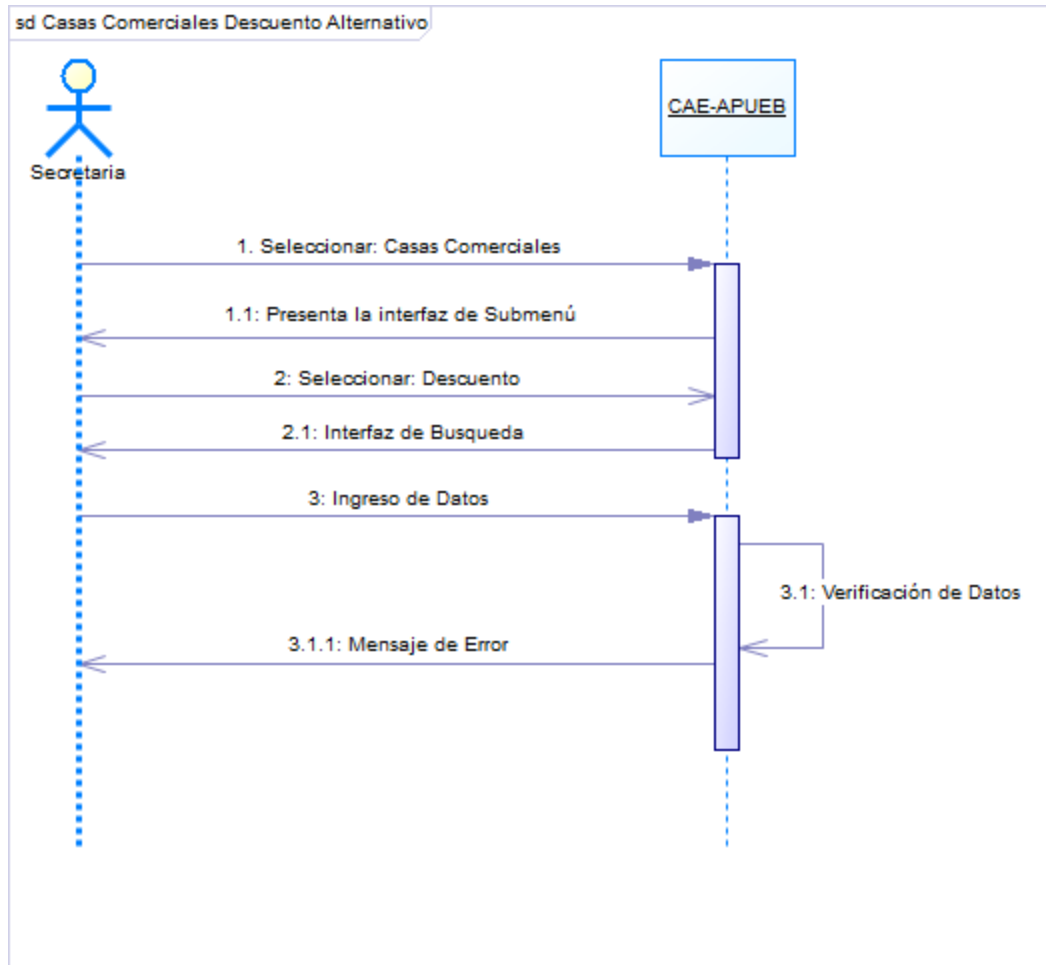 sd Casas Comerciales Descuento Alternativo
Secretaria
CAE-APUEB
1. Seleccionar: Casas Comerciales
1.1: Presenta la interfaz de Submenú
2: Seleccionar: Descuento
2.1: Interfaz de Busqueda
3: Ingreso de Datos
3.1: Verificación de Datos
3.1.1: Mensaje de Error